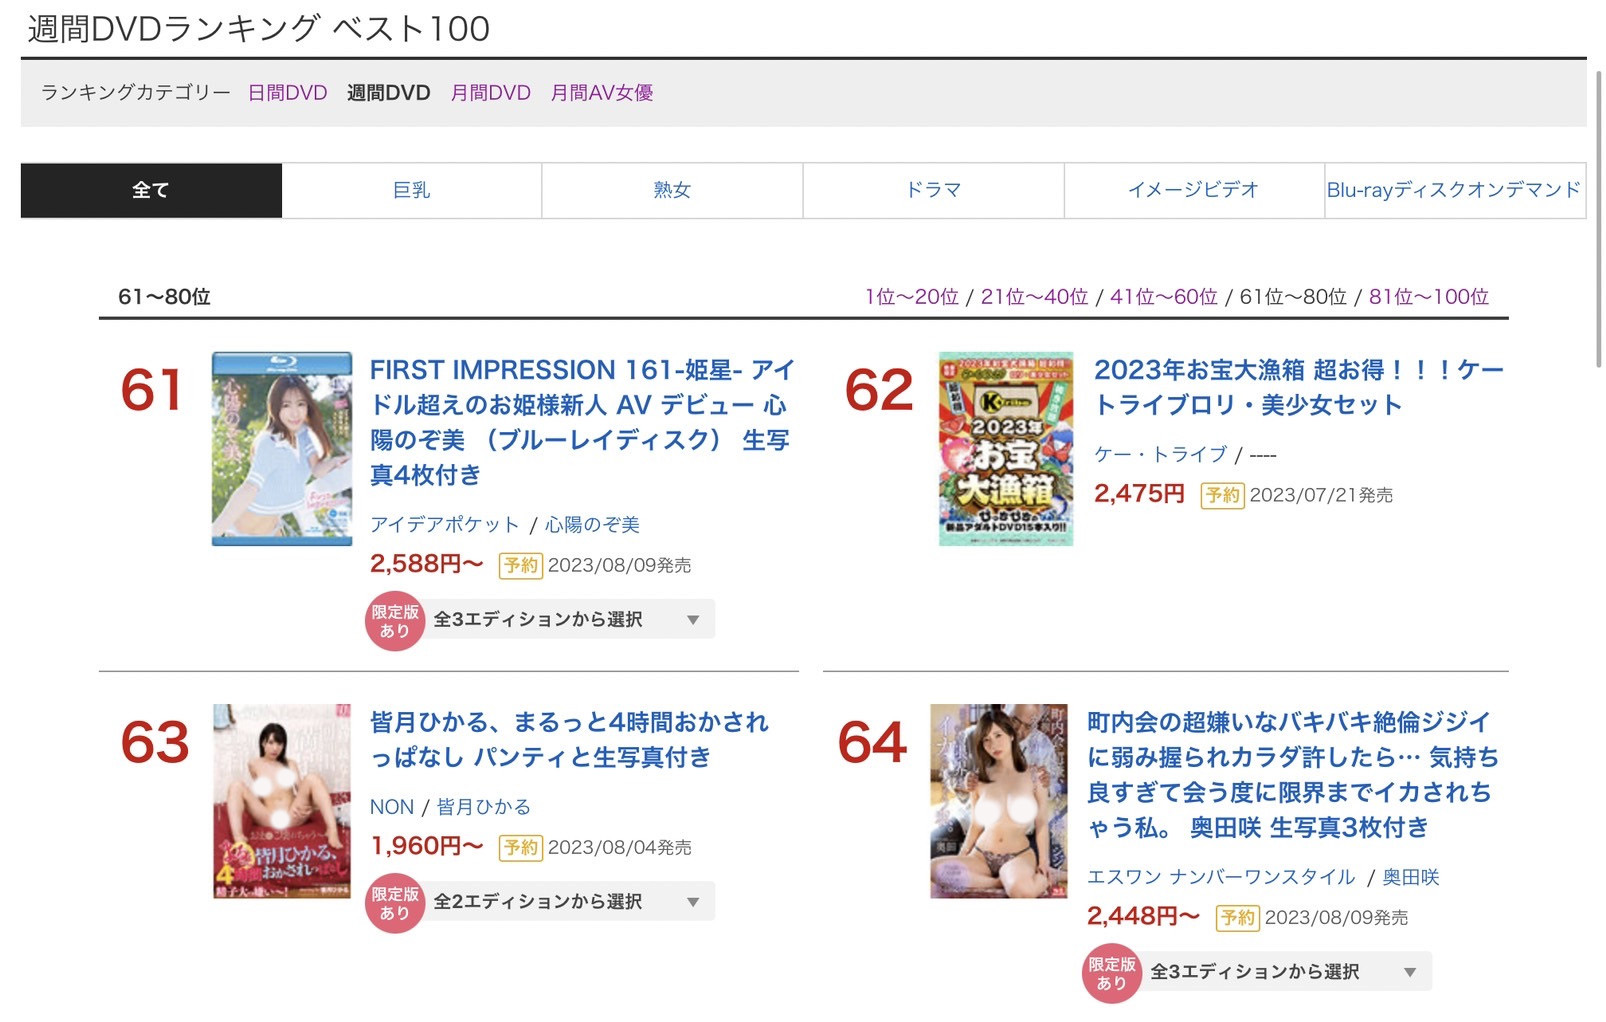 週間DVDランキング ベスト100
ランキングカテゴリー 日間DVD 週間DVD 月間DVD 月間AV女優
全て 巨乳 熟女 ドラマ イメージビデオ Blu-rayディスクオンデマンド
61～80位
1位～20位 / 21位～40位 / 41位～60位 / 61位～80位 / 81位～100位
61
FIRST IMPRESSION 161-姫星- アイ
ドル超えのお姫様新人 AV デビュー 心
陽のぞ美 （ブルーレイディスク） 生写
真4枚付き
アイデアポケット / 心陽のぞ美
2,588円～ 予約 2023/08/09発売
限定版
あり
全3エディションから選択 ▼
62
2023年お宝大漁箱 超お得！！！ケー
トライブロリ・美少女セット
ケー・トライブ / ----
2,475円 予約 2023/07/21発売
2023年
お宝
大漁箱
63
皆月ひかる、まるっと4時間おかされ
っぱなし パンティと生写真付き
NON / 皆月ひかる
1,960円～ 予約 2023/08/04発売
限定版
あり
全2エディションから選択 ▼
64
町内会の超嫌いなバキバキ絶倫ジジイ
に弱み握られカラダ許したら… 気持ち
良すぎて会う度に限界までイカされち
ゃう私。 奥田咲 生写真3枚付き
エスワン ナンバーワンスタイル / 奥田咲
2,448円～ 予約 2023/08/09発売
限定版
あり
全3エディションから選択 ▼